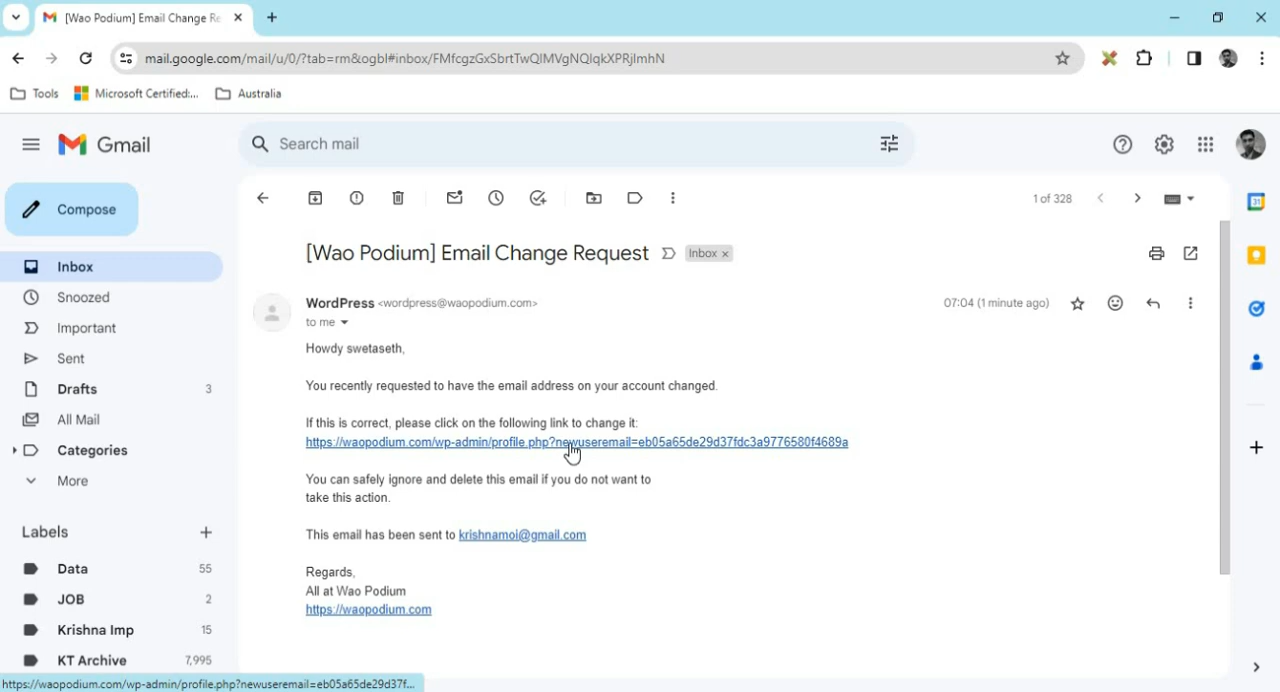 [Wao Podium] Email Change Re
mail.google.com/mail/u/0/?tab=rm&ogbl#inbox/FMfcgzGxSbrtTwQlMVgNQlqkXPRjlmhN
Tools
Microsoft Certified:...
Australia
Gmail
Search mail
Compose
1 of 328
[Wao Podium] Email Change Request
Inbox ×
Inbox
Snoozed
WordPress <wordpress@waopodium.com>
07:04 (1 minute ago)
to me
Important
Howdy swetaseth,
Sent
You recently requested to have the email address on your account changed.
Drafts 3
If this is correct, please click on the following link to change it:
All Mail
https://waopodium.com/wp-admin/profile.php?newuseremail=eb05a65de29d37fdc3a9776580f4689a
Categories
You can safely ignore and delete this email if you do not want to
More
take this action.
Labels
This email has been sent to krishnamoi@gmail.com
Data 55
Regards,
All at Wao Podium
JOB 2
https://waopodium.com
Krishna Imp 15
KT Archive 7,995
https://waopodium.com/wp-admin/profile.php?newuseremail=eb05a65de29d37f...